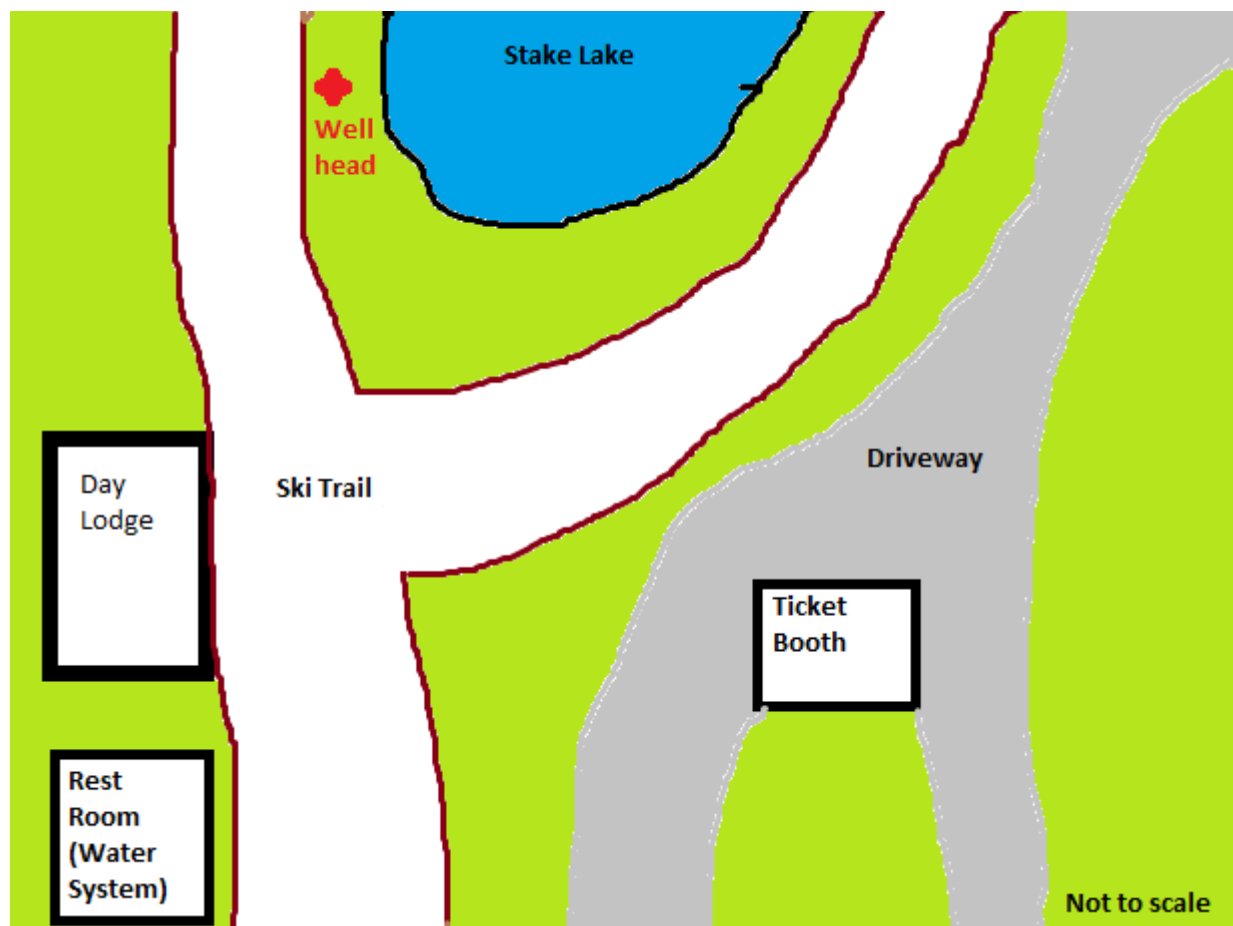 Stake Lake
Well
head
Driveway
Day
Lodge
Ski Trail
Ticket
Booth
Rest
Room
(Water
System)
Not to scale